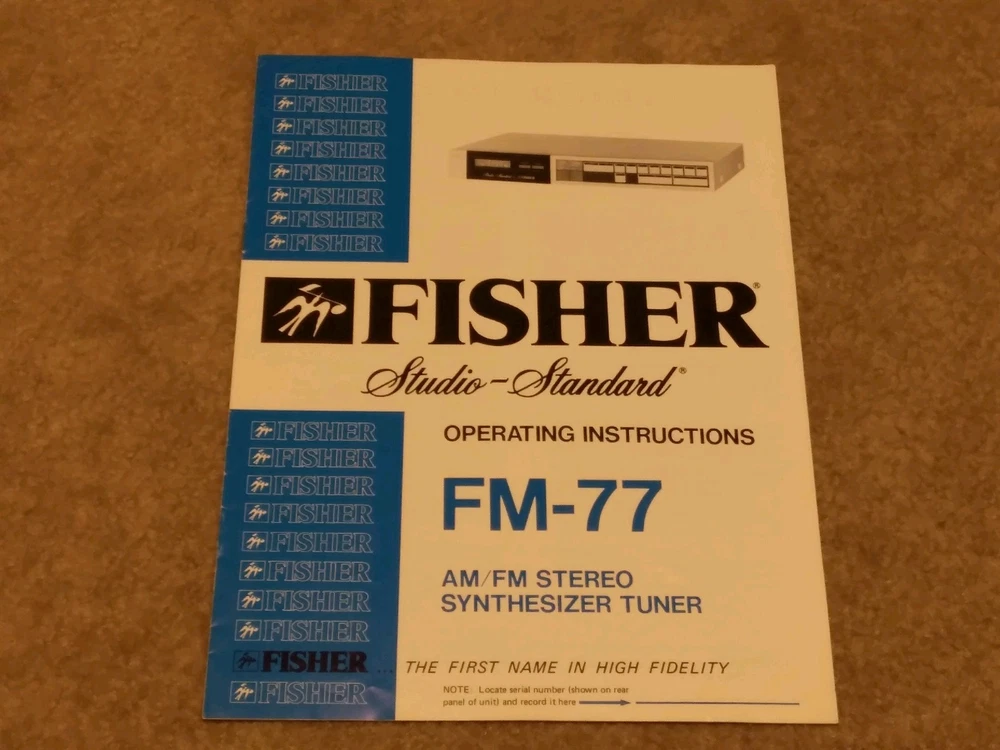 FISHER
FISHER
FISHER
FISHER
FISHER
FISHER
FISHER
FISHER
FISHER®
Studio-Standard®
OPERATING INSTRUCTIONS
FM-77
AM/FM STEREO
SYNTHESIZER TUNER
FISHER
FISHER
FISHER
FISHER
FISHER
FISHER
FISHER
FISHER
FISHER ... THE FIRST NAME IN HIGH FIDELITY
FISHER
NOTE: Locate serial number (shown on rear
panel of unit) and record it here